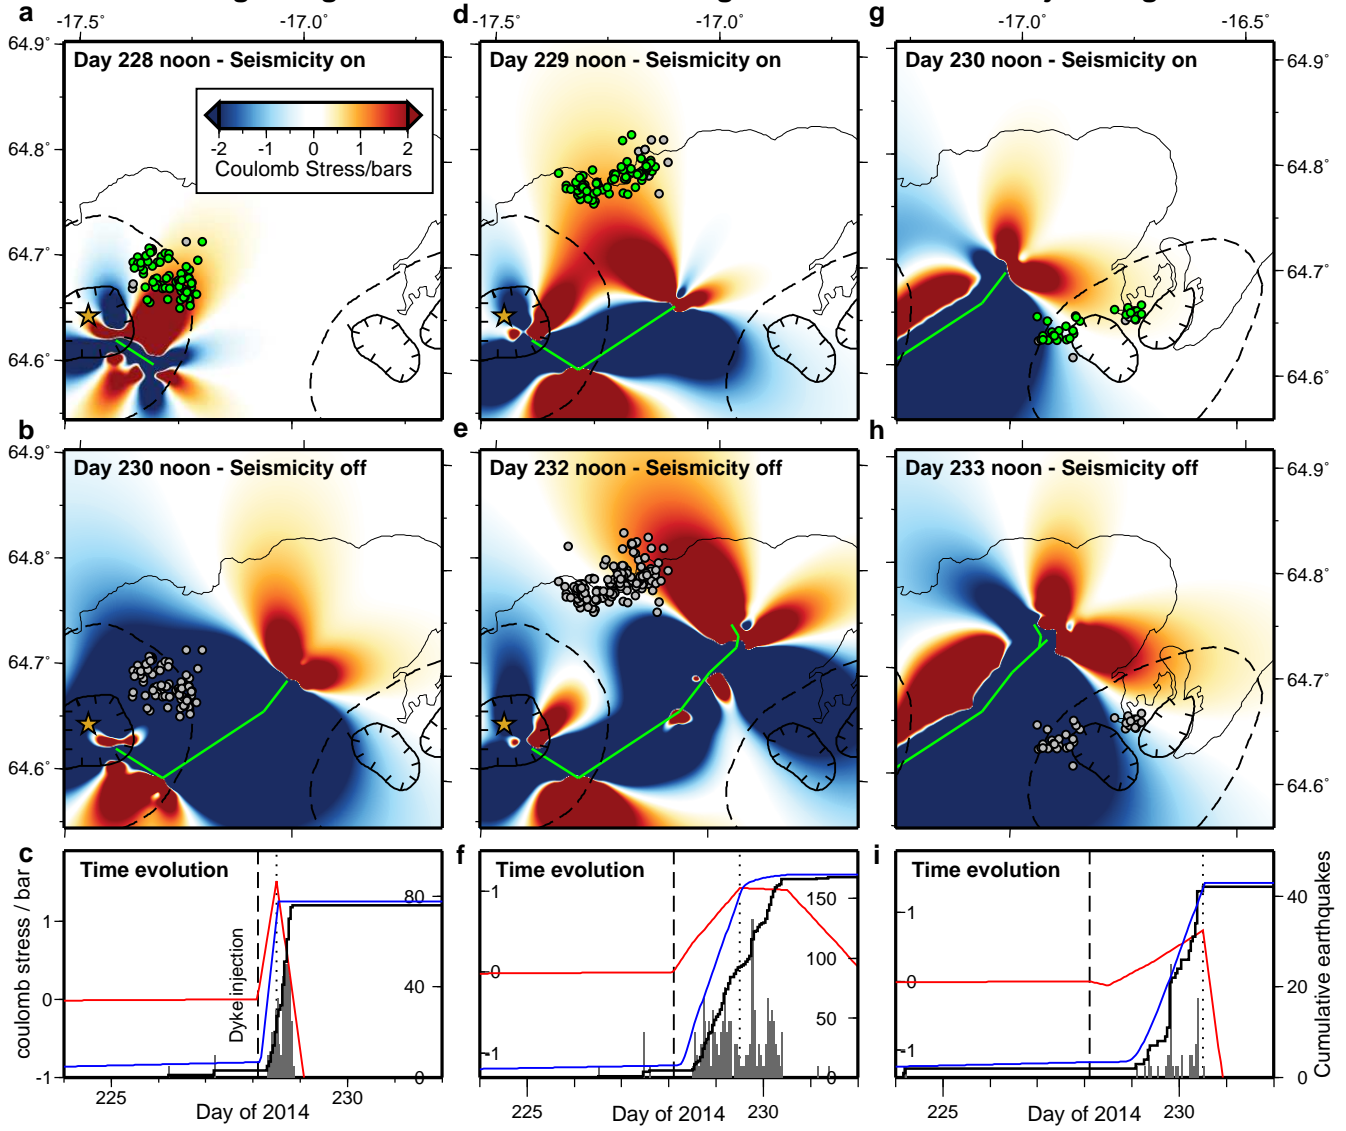 a
d
g
-17.5°
-17.0°
-17.5°
-17.0°
-17.0°
-16.5°
64.9°
64.8°
64.7°
64.6°
Day 228 noon - Seismicity on
-2 -1 0 1 2
Coulomb Stress/bars
Day 229 noon - Seismicity on
Day 230 noon - Seismicity on
64.9°
64.8°
64.7°
64.6°
b
e
h
64.9°
64.8°
64.7°
64.6°
Day 230 noon - Seismicity off
Day 232 noon - Seismicity off
Day 233 noon - Seismicity off
64.9°
64.8°
64.7°
64.6°
c
Time evolution
coulomb stress / bar
1
0
-1
Dyke injection
80
40
0
225
230
Day of 2014
f
Time evolution
1
0
-1
150
100
50
0
225
230
Day of 2014
i
Time evolution
1
0
-1
40
20
0
Cumulative earthquakes
225
230
Day of 2014